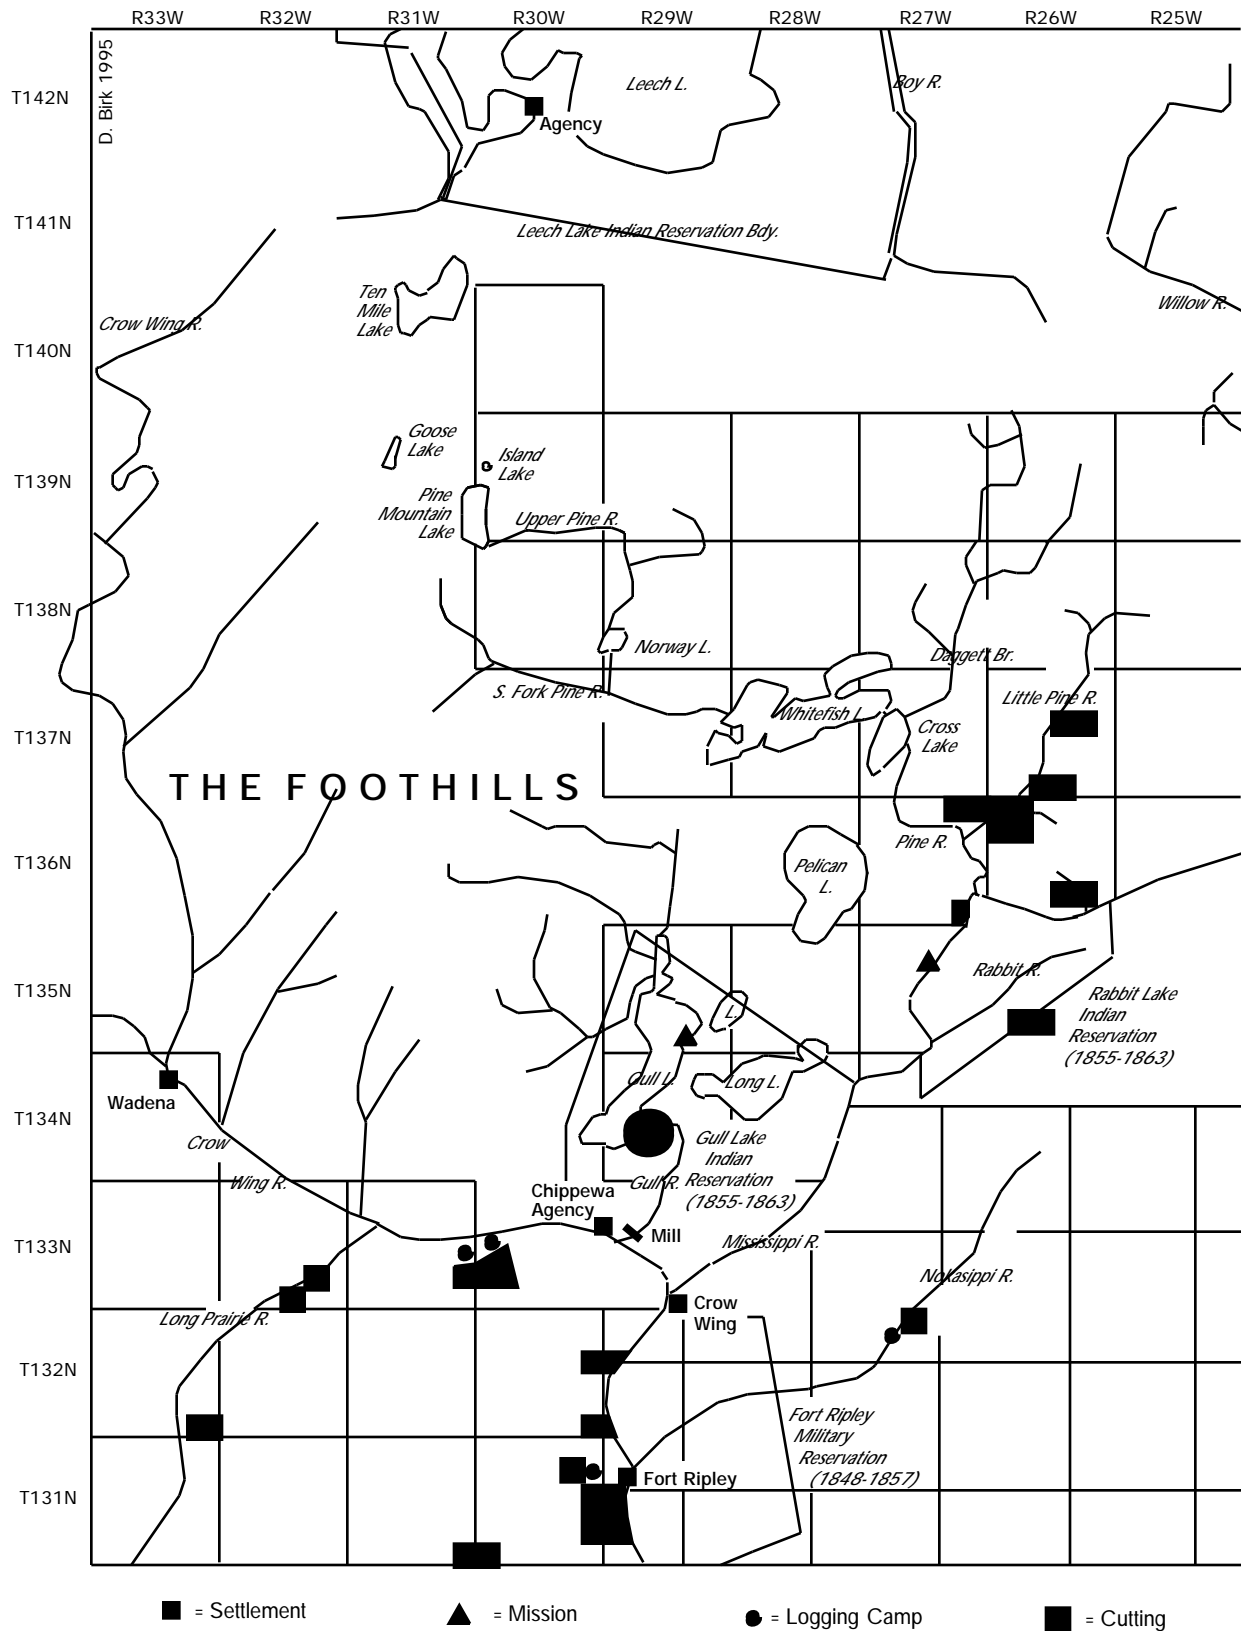 R33W R32W R31W R30W R29W R28W R27W R26W R25W
D. Birk 1995
T142N
Leech L.
Boy R.
Agency
T141N
Leech Lake Indian Reservation Bdy.
Ten
Mile
Lake
Willow R.
Crow Wing R.
T140N
Goose
Lake
Island
Lake
T139N
Pine
Mountain
Lake
Upper Pine R.
T138N
Norway L.
Daggett Br.
S. Fork Pine R.
Little Pine R.
Whitefish L.
Cross
Lake
T137N
THE FOOTHILLS
Pine R.
T136N
Pelican
L.
Rabbit R.
T135N
Rabbit Lake
Indian
Reservation
(1855-1863)
L.
Gull L.
Long L.
Wadena
T134N
Crow
Wing R.
Gull Lake
Indian
Reservation
(1855-1863)
Gull R.
Chippewa
Agency
Mill
T133N
Mississippi R.
Nokasippi R.
Crow
Wing
Long Prairie R.
T132N
Fort Ripley
Military
Reservation
(1848-1857)
Fort Ripley
T131N
= Settlement
= Mission
= Logging Camp
= Cutting